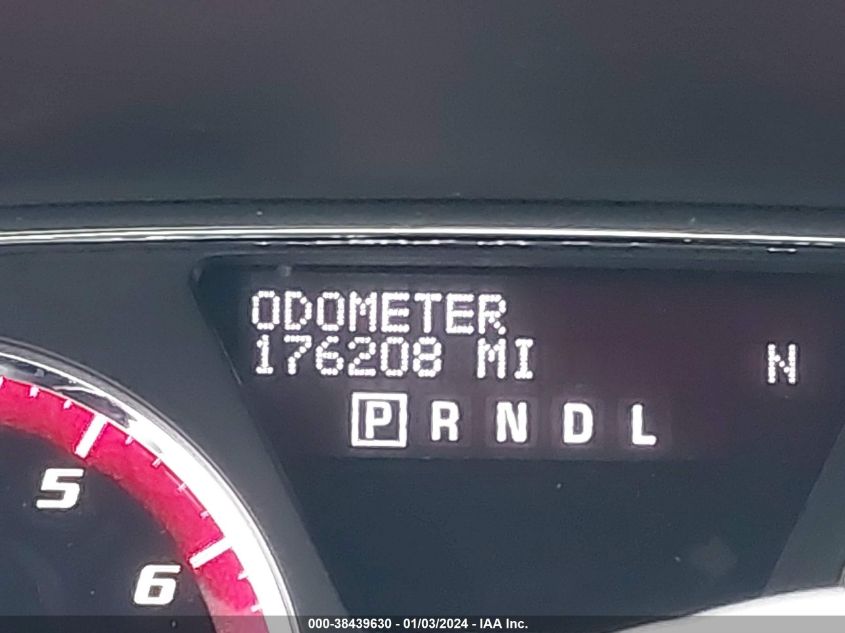 ODOMETER
176208 MI N
P R N D L
5
6
000-38439630 - 01/03/2024 - IAA Inc.